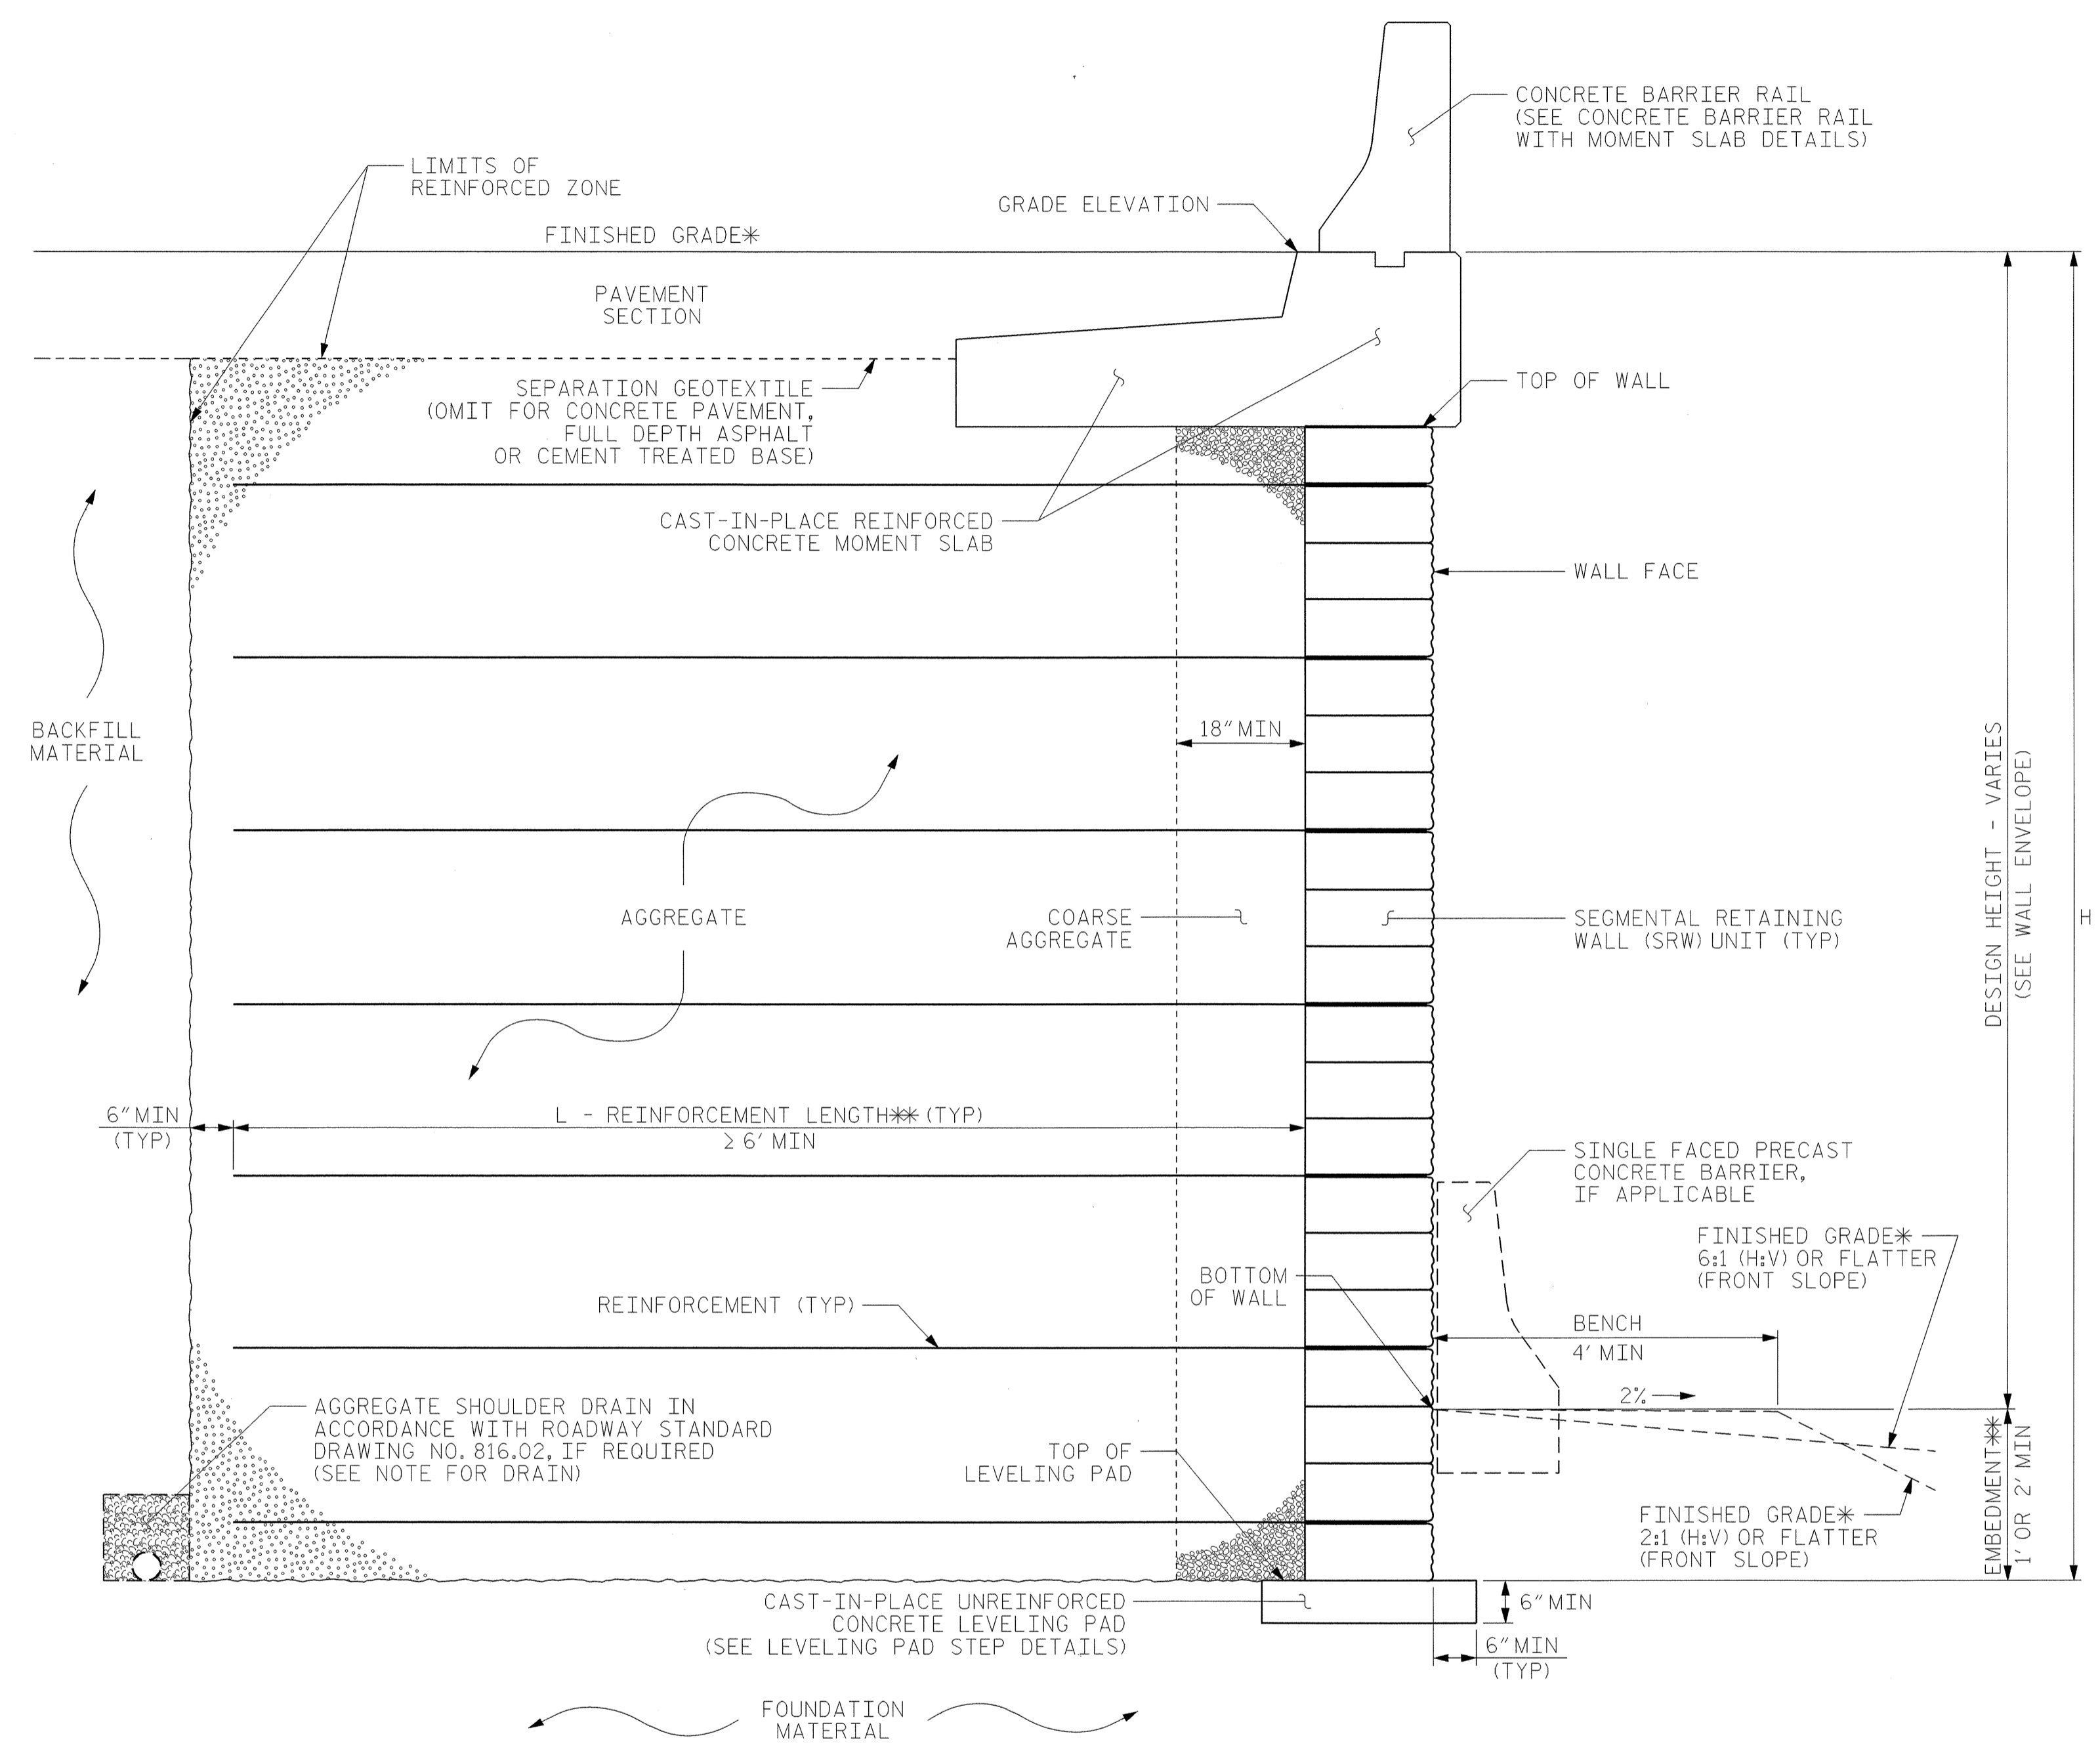 CONCRETE BARRIER RAIL
(SEE CONCRETE BARRIER RAIL
WITH MOMENT SLAB DETAILS)
LIMITS OF
REINFORCED ZONE
GRADE ELEVATION
FINISHED GRADE*
PAVEMENT
SECTION
SEPARATION GEOTEXTILE
(OMIT FOR CONCRETE PAVEMENT,
FULL DEPTH ASPHALT
OR CEMENT TREATED BASE)
TOP OF WALL
CAST-IN-PLACE REINFORCED
CONCRETE MOMENT SLAB
WALL FACE
BACKFILL
MATERIAL
18" MIN
DESIGN HEIGHT - VARIES
(SEE WALL ENVELOPE)
H
AGGREGATE
COARSE
AGGREGATE
SEGMENTAL RETAINING
WALL (SRW) UNIT (TYP)
6" MIN
(TYP)
L - REINFORCEMENT LENGTH** (TYP)
≥ 6' MIN
SINGLE FACED PRECAST
CONCRETE BARRIER,
IF APPLICABLE
FINISHED GRADE*
6:1 (H:V) OR FLATTER
(FRONT SLOPE)
BOTTOM
OF WALL
REINFORCEMENT (TYP)
BENCH
4' MIN
2%
AGGREGATE SHOULDER DRAIN IN
ACCORDANCE WITH ROADWAY STANDARD
DRAWING NO. 816.02, IF REQUIRED
(SEE NOTE FOR DRAIN)
TOP OF
LEVELING PAD
EMBEDMENT**
1' OR 2' MIN
FINISHED GRADE*
2:1 (H:V) OR FLATTER
(FRONT SLOPE)
CAST-IN-PLACE UNREINFORCED
CONCRETE LEVELING PAD
(SEE LEVELING PAD STEP DETAILS)
6" MIN
6" MIN
(TYP)
FOUNDATION
MATERIAL